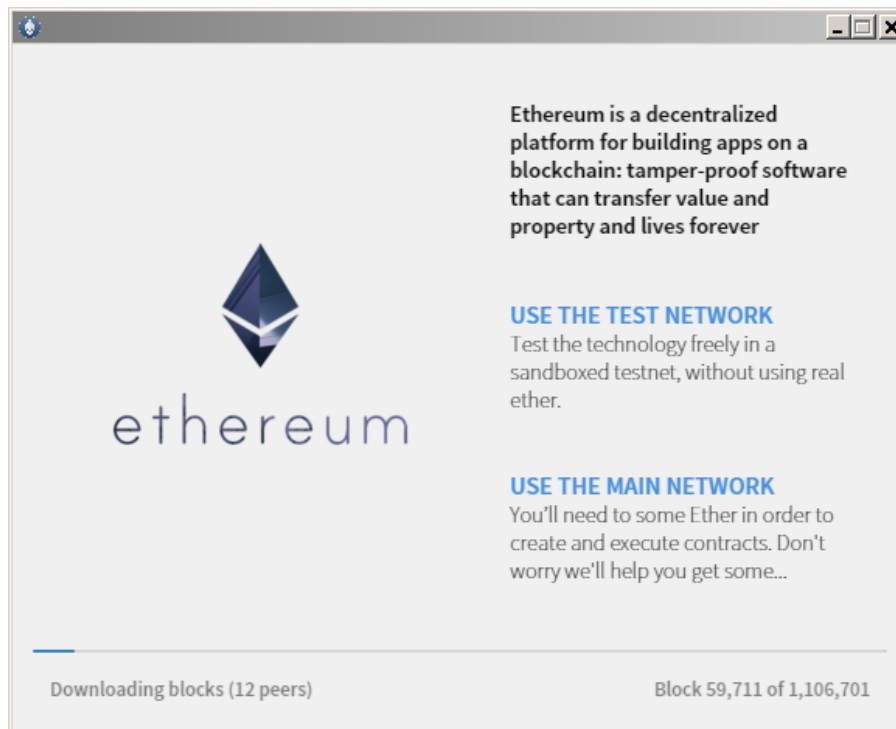 Ethereum is a decentralized
platform for building apps on a
blockchain: tamper-proof software
that can transfer value and
property and lives forever
ethereum
USE THE TEST NETWORK
Test the technology freely in a
sandboxed testnet, without using real
ether.
USE THE MAIN NETWORK
You'll need to some Ether in order to
create and execute contracts. Don't
worry we'll help you get some...
Downloading blocks (12 peers)
Block 59,711 of 1,106,701